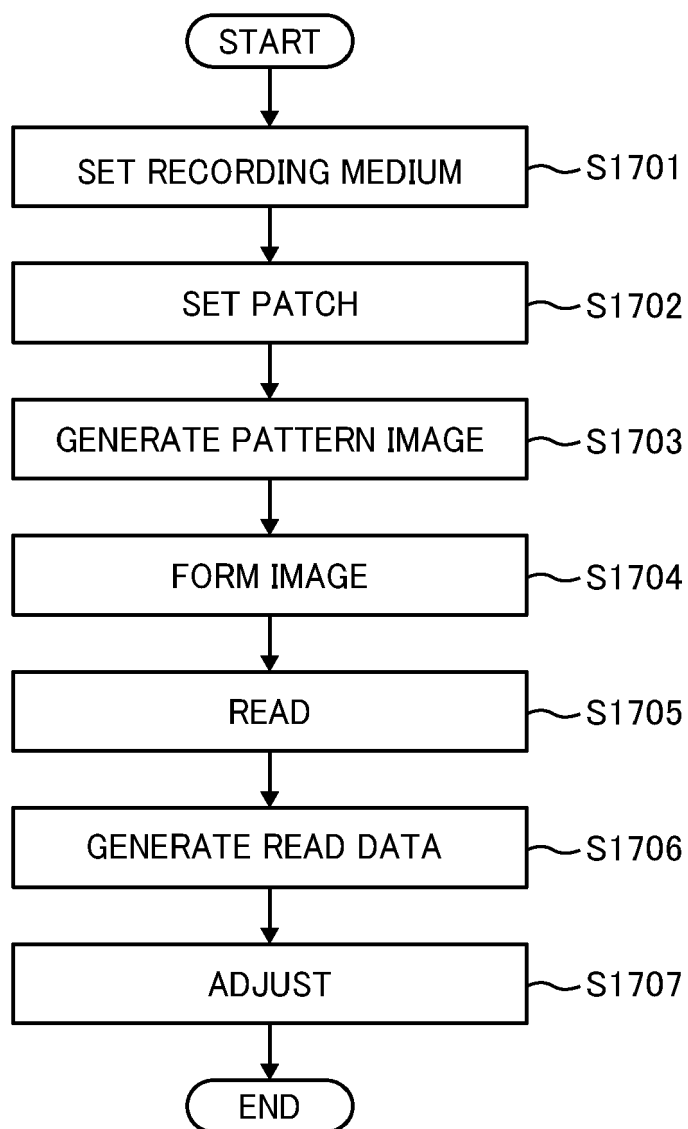 START
SET RECORDING MEDIUM
S1701
SET PATCH
S1702
GENERATE PATTERN IMAGE
S1703
FORM IMAGE
S1704
READ
S1705
GENERATE READ DATA
S1706
ADJUST
S1707
END